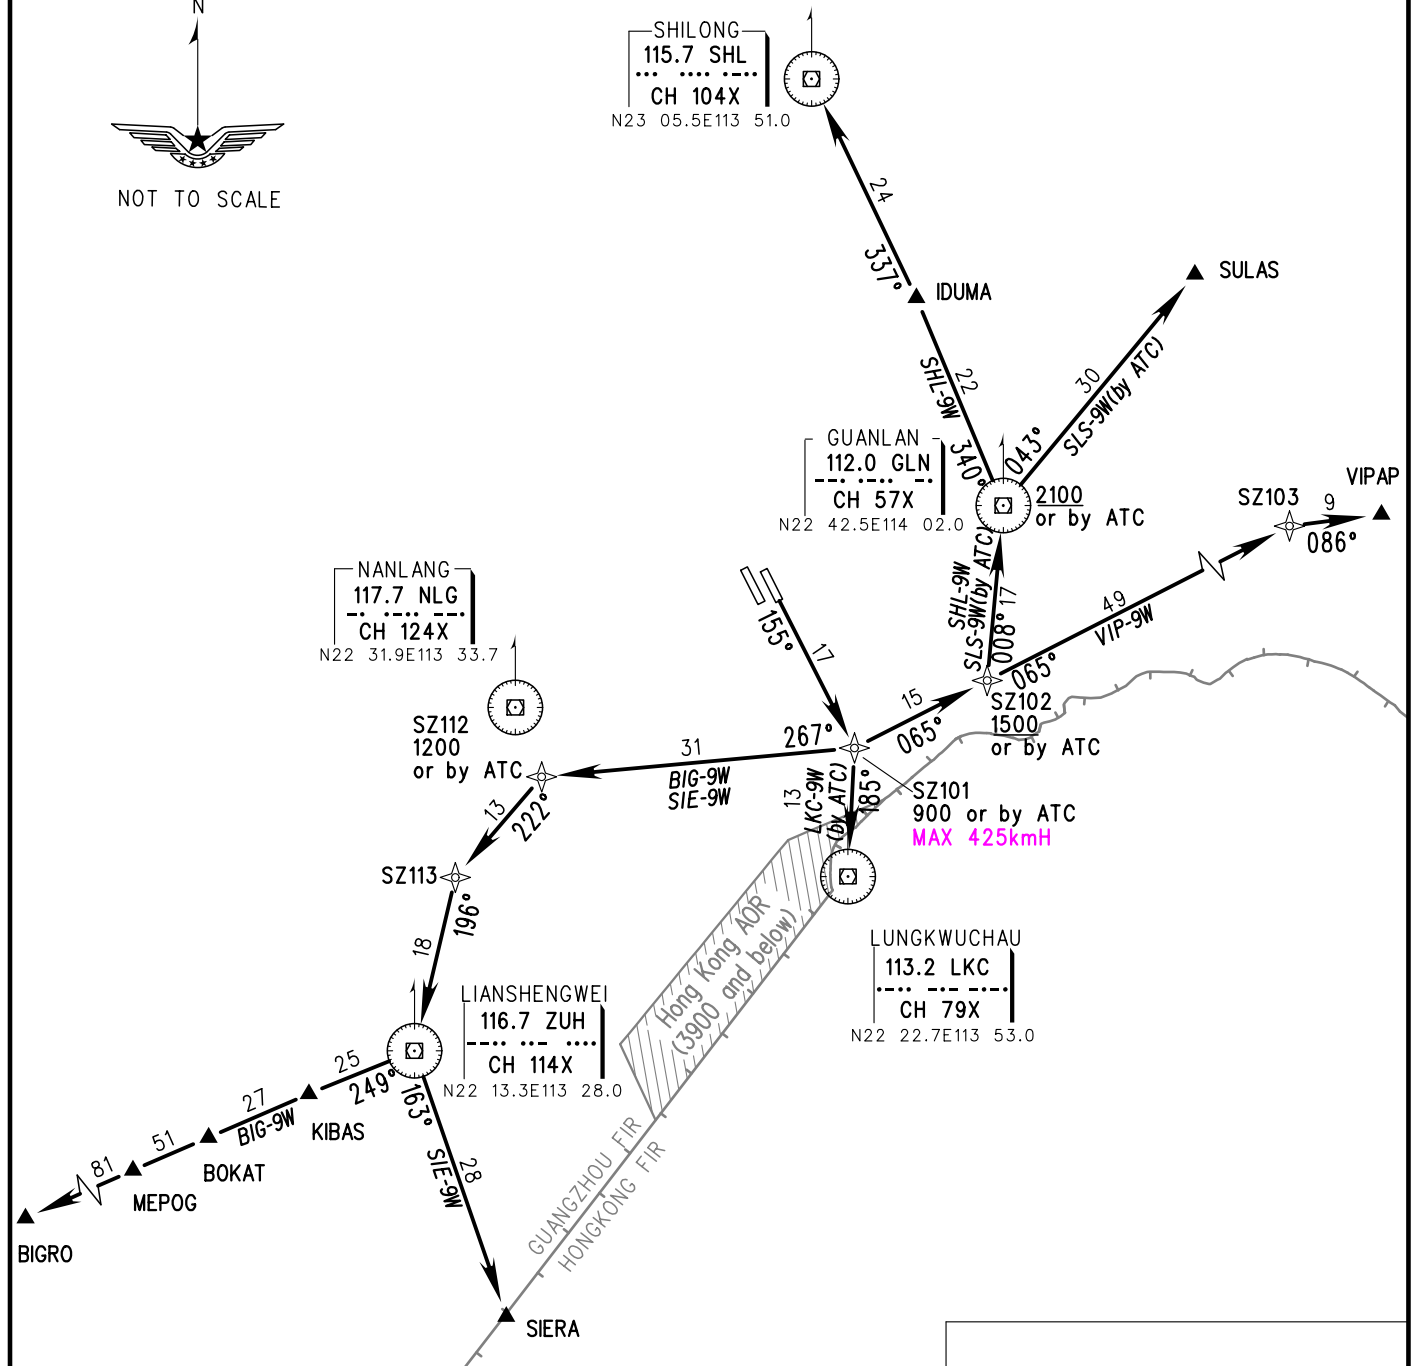 N
NOT TO SCALE
SHILONG
115.7 SHL
CH 104X
N23 05.5E113 51.0
24
337°
IDUMA
SULAS
22
SHL-9W
340°
30
SLS-9W(by ATC)
043°
GUANLAN
112.0 GLN
CH 57X
N22 42.5E114 02.0
2100
or by ATC
VIPAP
SZ103
9
086°
49
VIP-9W
065°
SHL-9W
SLS-9W(by ATC)
008°
17
NANLANG
117.7 NLG
CH 124X
N22 31.9E113 33.7
155°
17
SZ102
1500
or by ATC
15
065°
SZ112
1200
or by ATC
267°
31
BIG-9W
SIE-9W
13
LKC-9W
(by ATC)
185°
SZ101
900 or by ATC
MAX 425kmH
13
222°
SZ113
18
196°
Hong Kong AOR
(3900 and below)
LUNGKWUCHAU
113.2 LKC
CH 79X
N22 22.7E113 53.0
LIANSHENGWEI
116.7 ZUH
CH 114X
N22 13.3E113 28.0
25
249°
163°
27
BIG-9W
KIBAS
51
BOKAT
81
MEPOG
BIGRO
28
SIE-9W
SIERA
GUANGZHOU FIR
HONGKONG FIR